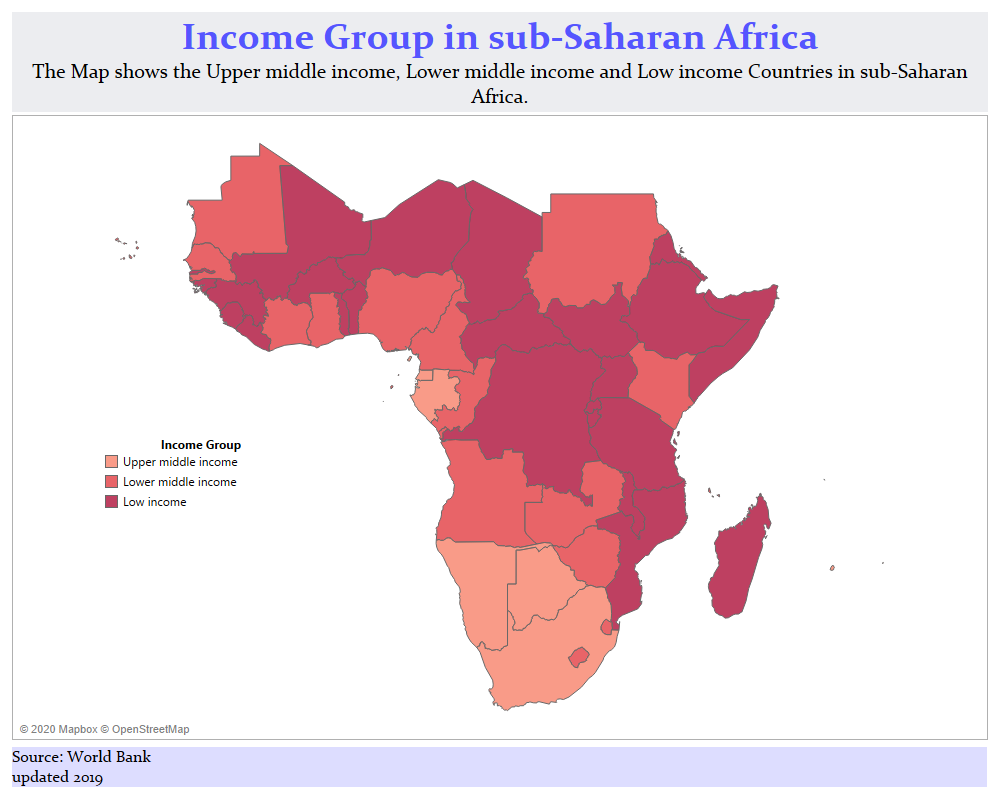 Income Group in sub-Saharan Africa
The Map shows the Upper middle income, Lower middle income and Low income Countries in sub-Saharan
Africa.
Income Group
Upper middle income
Lower middle income
Low income
© 2020 Mapbox © OpenStreetMap
Source: World Bank
updated 2019